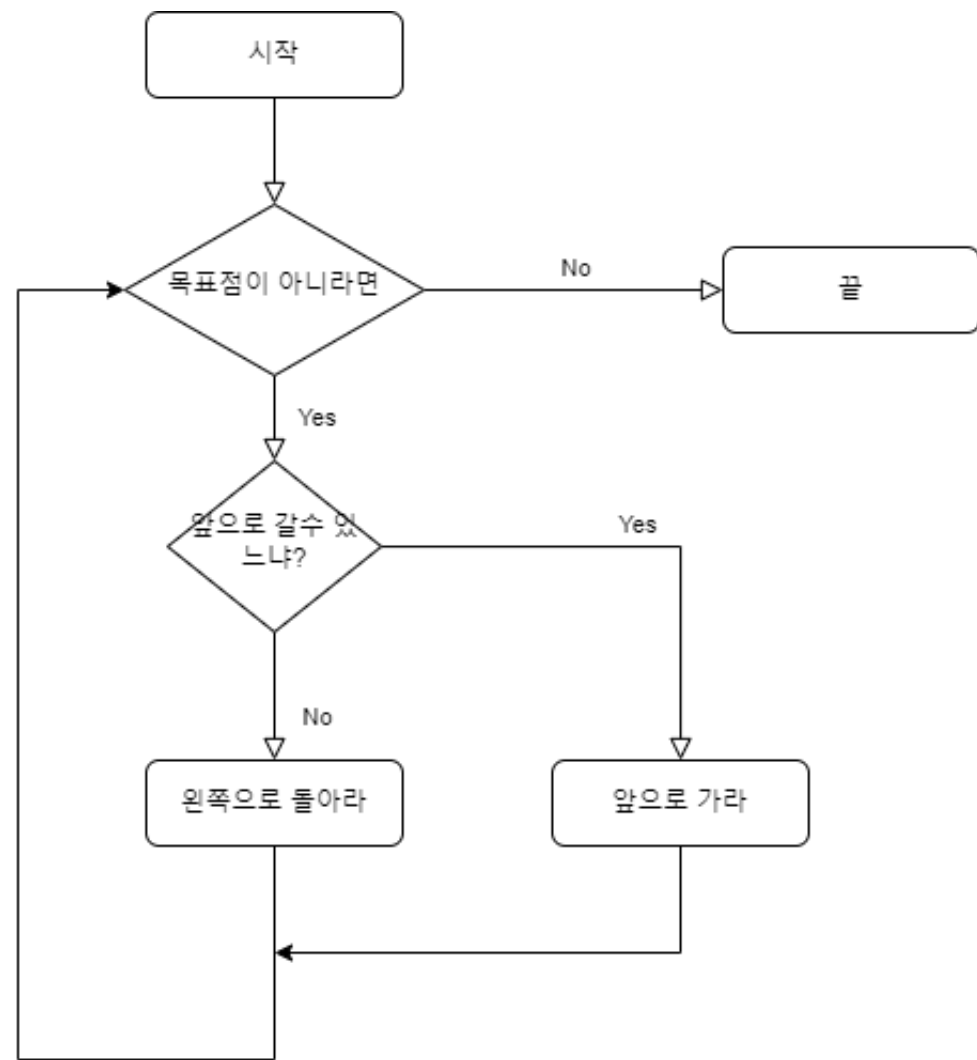 시작
목표점이 아니라면
No
끝
Yes
앞으로 갈수 있
느냐?
Yes
No
왼쪽으로 돌아라
앞으로 가라